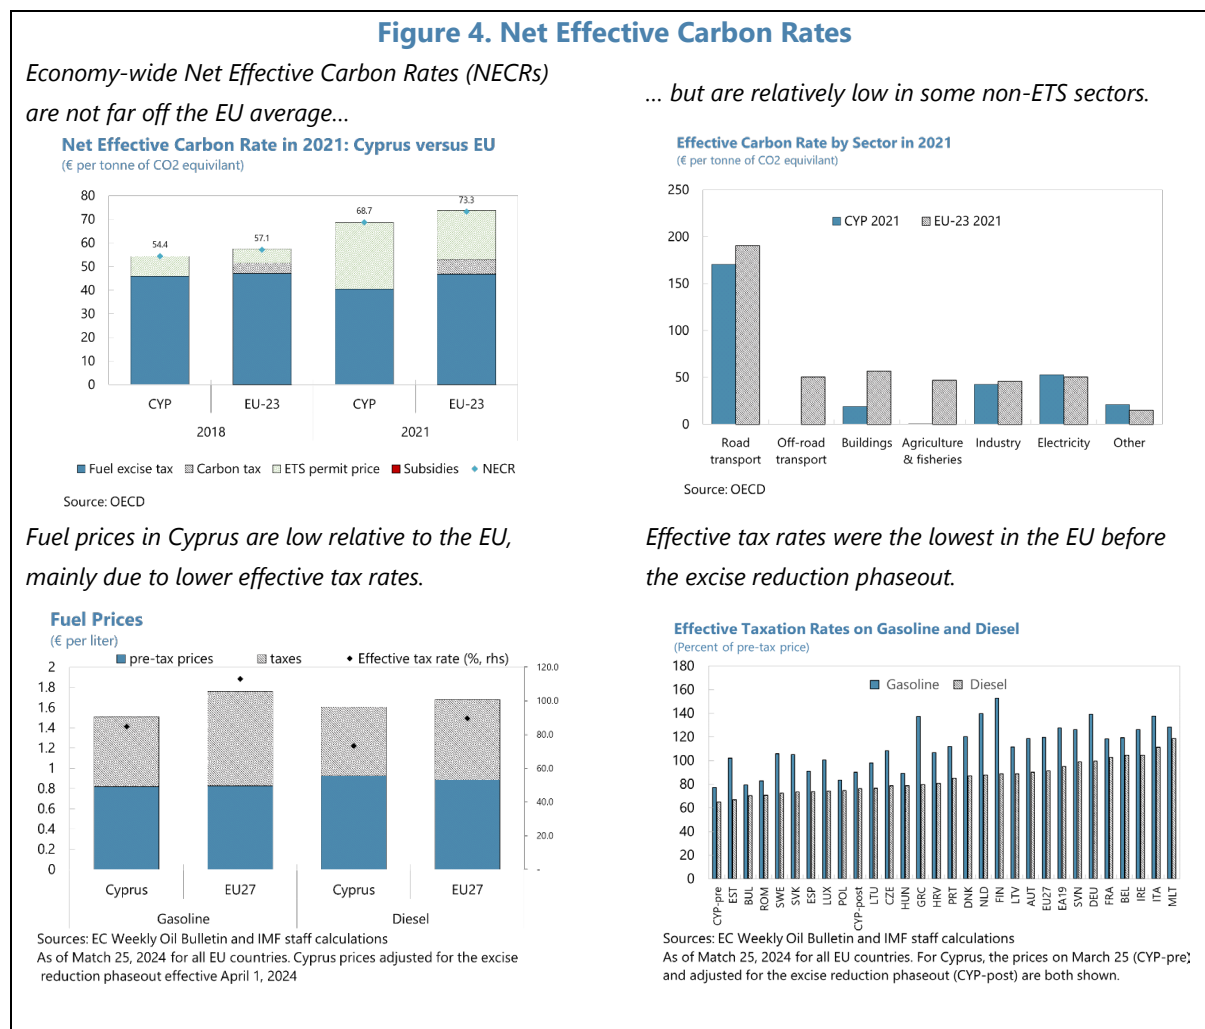 Figure 4. Net Effective Carbon Rates
Economy-wide Net Effective Carbon Rates (NECRs)
are not far off the EU average...
Net Effective Carbon Rate in 2021: Cyprus versus EU
(€ per tonne of CO2 equivilant)
80
70
60
50
40
30
20
10
0
54.4
57.1
68.7
73.3
CYP
EU-23
CYP
EU-23
2018
2021
Fuel excise tax
Carbon tax
ETS permit price
Subsidies
NECR
Source: OECD
... but are relatively low in some non-ETS sectors.
Effective Carbon Rate by Sector in 2021
(€ per tonne of CO2 equivilant)
250
200
150
100
50
0
CYP 2021
EU-23 2021
Road
transport
Off-road
transport
Buildings
Agriculture
& fisheries
Industry
Electricity
Other
Source: OECD
Fuel prices in Cyprus are low relative to the EU,
mainly due to lower effective tax rates.
Fuel Prices
(€ per liter)
pre-tax prices
taxes
Effective tax rate (%, rhs)
2
1.8
1.6
1.4
1.2
1
0.8
0.6
0.4
0.2
0
120.0
100.0
80.0
60.0
40.0
20.0
-
Cyprus
EU27
Cyprus
EU27
Gasoline
Diesel
Sources: EC Weekly Oil Bulletin and IMF staff calculations
As of Match 25, 2024 for all EU countries. Cyprus prices adjusted for the excise
reduction phaseout effective April 1, 2024
Effective tax rates were the lowest in the EU before
the excise reduction phaseout.
Effective Taxation Rates on Gasoline and Diesel
(Percent of pre-tax price)
180
160
140
120
100
80
60
40
20
0
Gasoline
Diesel
CYP-pre
EST
BUL
ROM
SWE
SVK
ESP
LUX
POL
CYP-post
LTU
CZE
HUN
GRC
HRV
PRT
DNK
NLD
FIN
LTV
AUT
EU27
EA19
SVN
DEU
FRA
BEL
IRE
ITA
MLT
Sources: EC Weekly Oil Bulletin and IMF staff calculations
As of Match 25, 2024 for all EU countries. For Cyprus, the prices on March 25 (CYP-pre)
and adjusted for the excise reduction phaseout (CYP-post) are both shown.